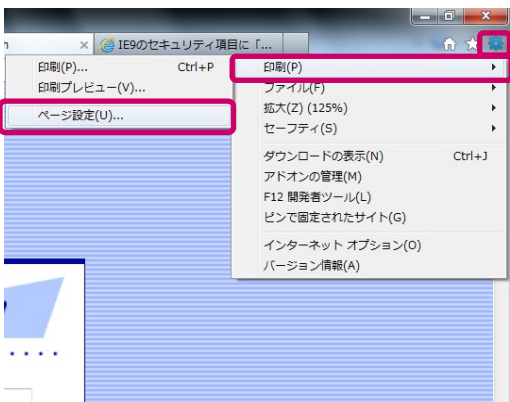 IE9のセキュリティ項目に「...
印刷(P)... Ctrl+P
印刷プレビュー(V)...
ページ設定(U)...
印刷(P)
ファイル(F)
拡大(Z) (125%)
セーフティ(S)
ダウンロードの表示(N) Ctrl+J
アドオンの管理(M)
F12 開発者ツール(L)
ピンで固定されたサイト(G)
インターネット オプション(O)
バージョン情報(A)